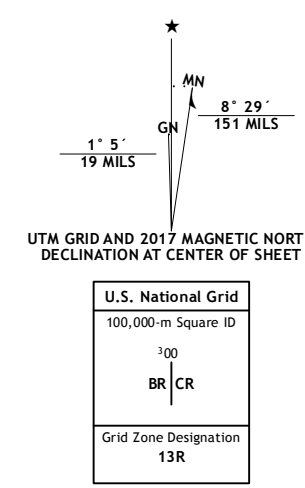 ★
MN
GN
8° 29´
151 MILS
1° 5´
19 MILS
UTM GRID AND 2017 MAGNETIC NORT
DECLINATION AT CENTER OF SHEET
U.S. National Grid
100,000-m Square ID
³00
BR CR
Grid Zone Designation
13R